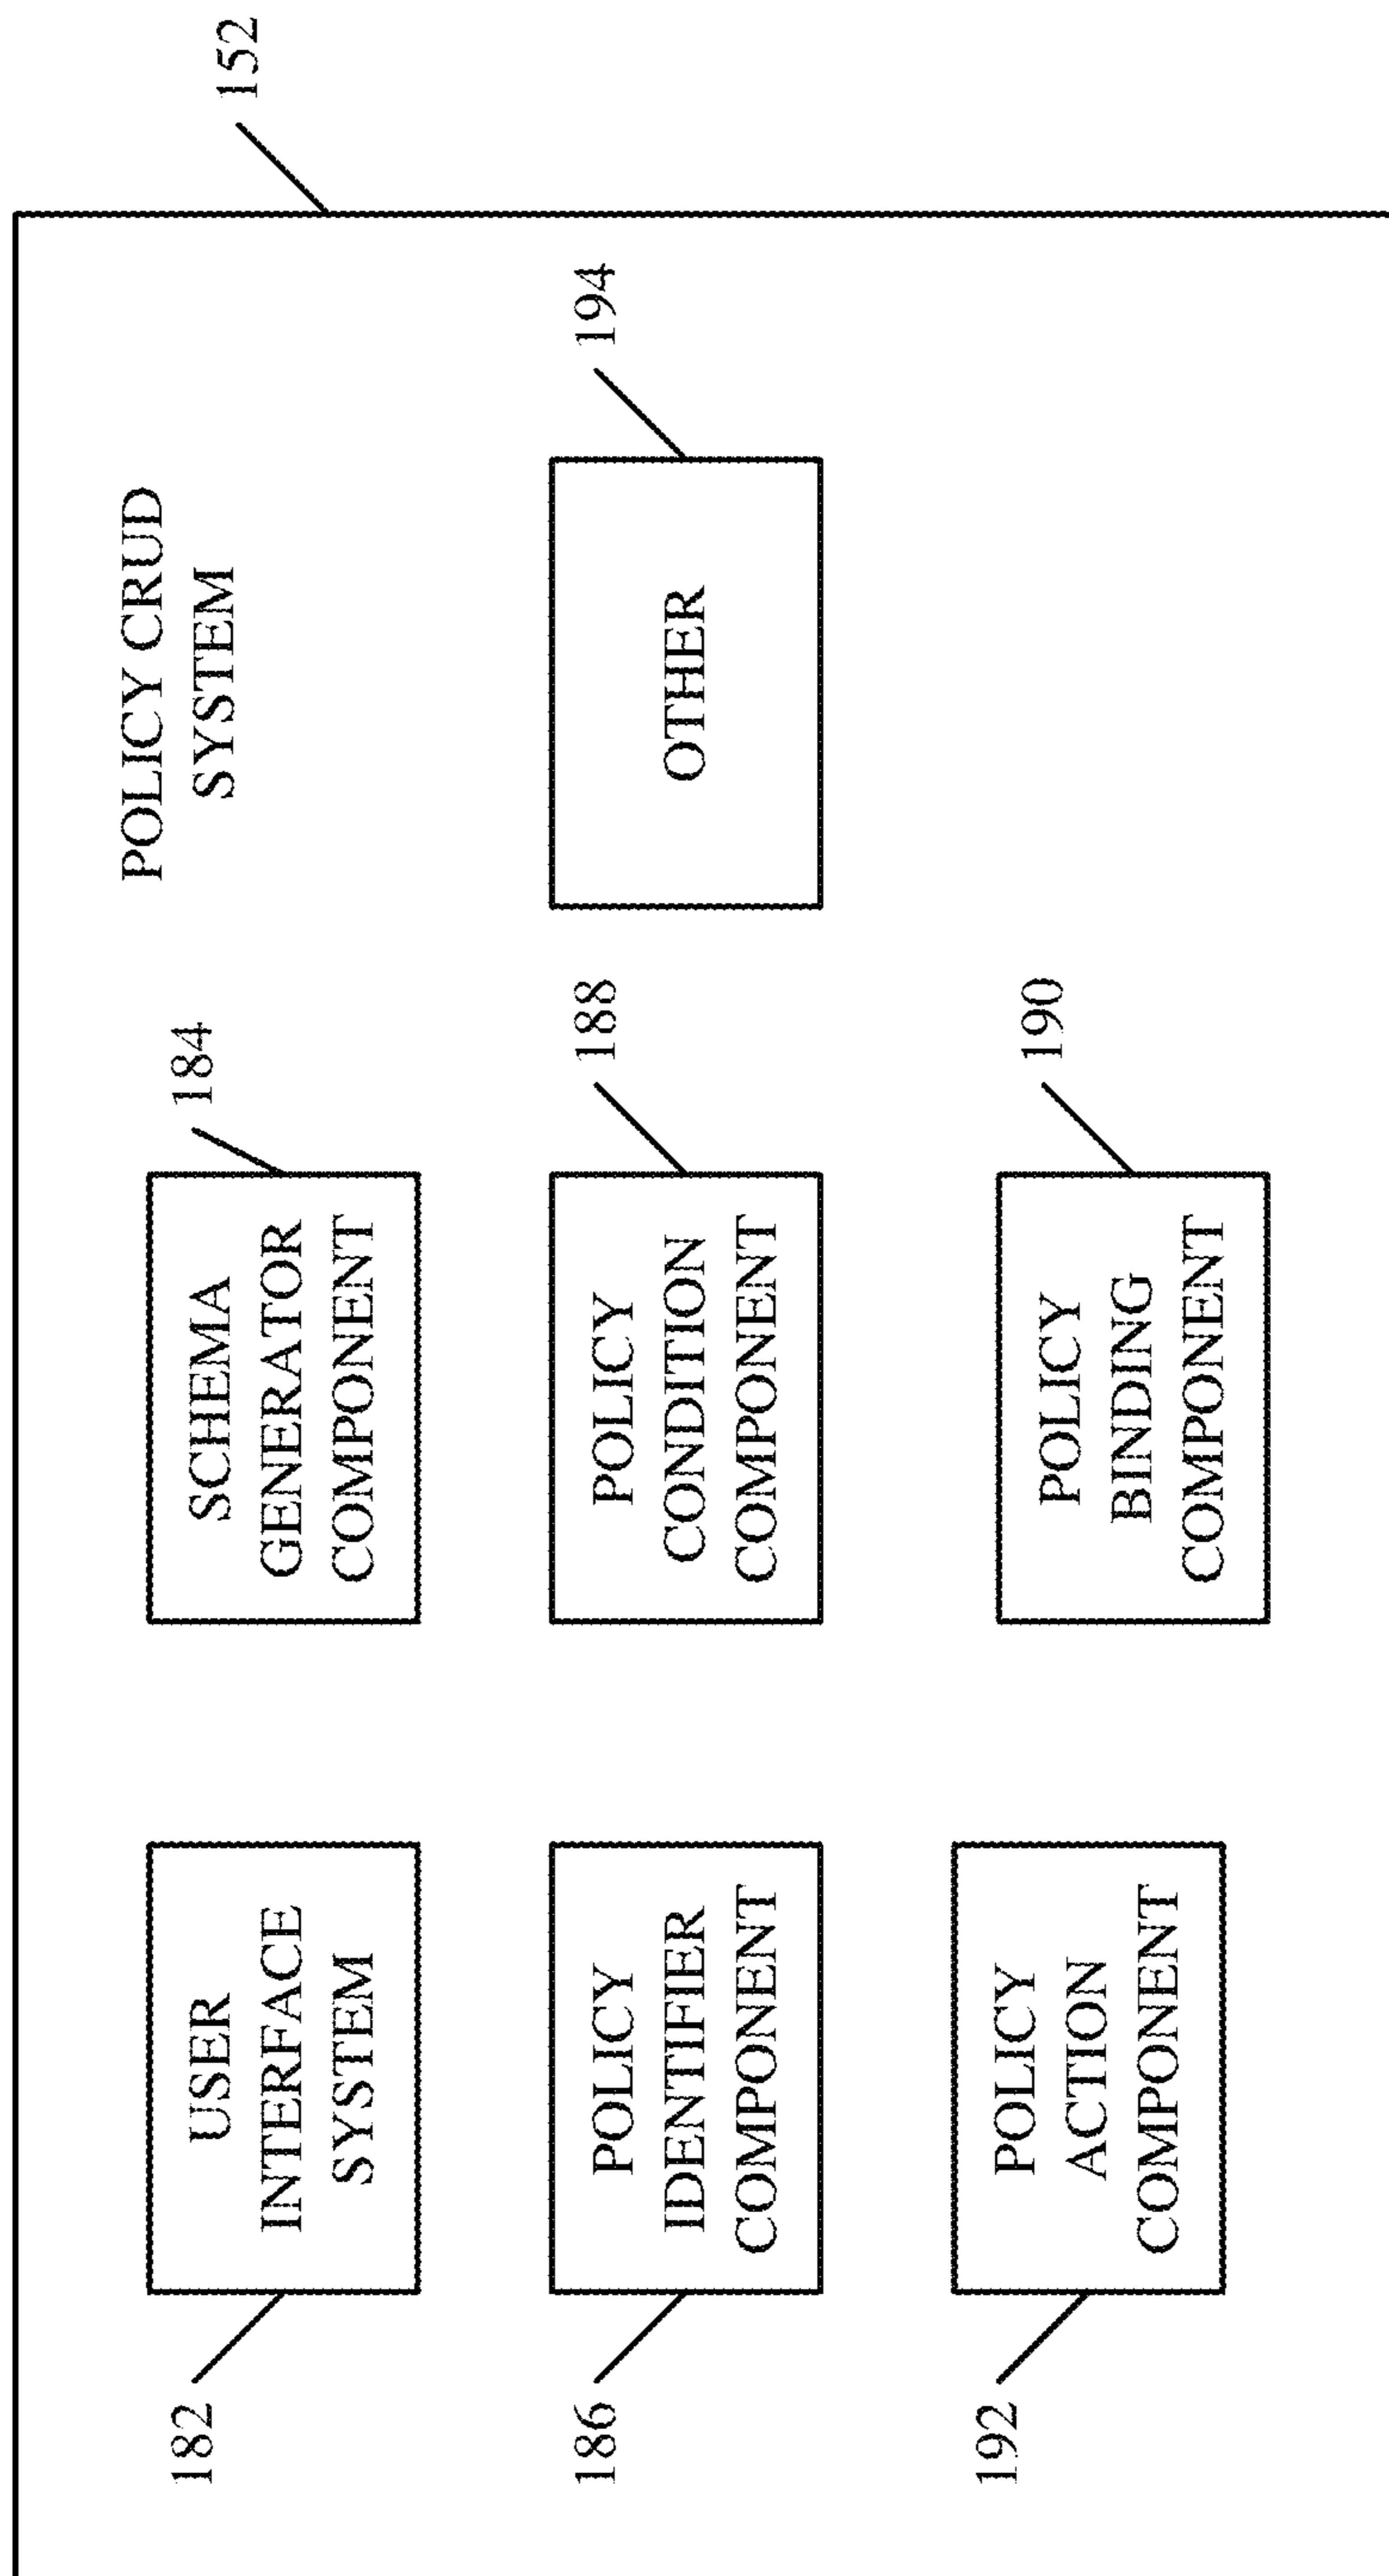 152
POLICY CRUD
SYSTEM
182
USER
INTERFACE
SYSTEM
184
SCHEMA
GENERATOR
COMPONENT
186
POLICY
IDENTIFIER
COMPONENT
188
POLICY
CONDITION
COMPONENT
194
OTHER
192
POLICY
ACTION
COMPONENT
190
POLICY
BINDING
COMPONENT